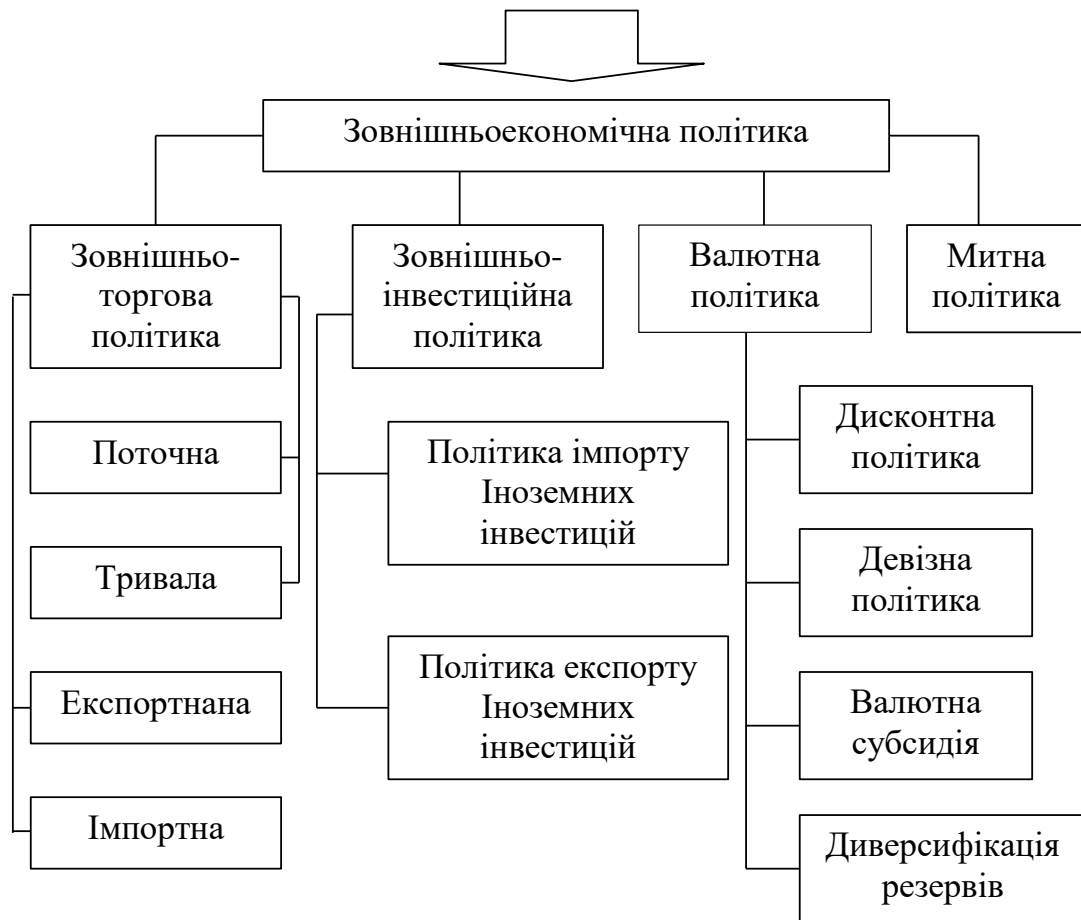 Зовнішньоекономічна політика
Зовнішньо-
торгова
політика
Зовнішньо-
інвестиційна
політика
Валютна
політика
Митна
політика
Поточна
Тривала
Експортнана
Імпортна
Політика імпорту
Іноземних
інвестицій
Політика експорту
Іноземних
інвестицій
Дисконтна
політика
Девізна
політика
Валютна
субсидія
Диверсифікація
резервів